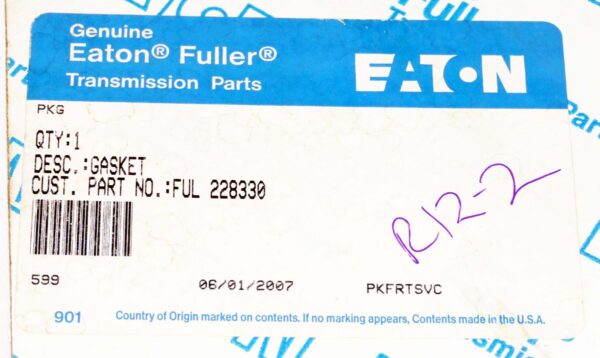 Genuine
Eaton® Fuller®
Transmission Parts
EATON
PKG
QTY:1
DESC.:GASKET
CUST. PART NO.:FUL 228330
R12-2
599
06/01/2007
PKFRTSVC
901
Country of Origin marked on contents. If no marking appears, Contents made in the U.S.A.